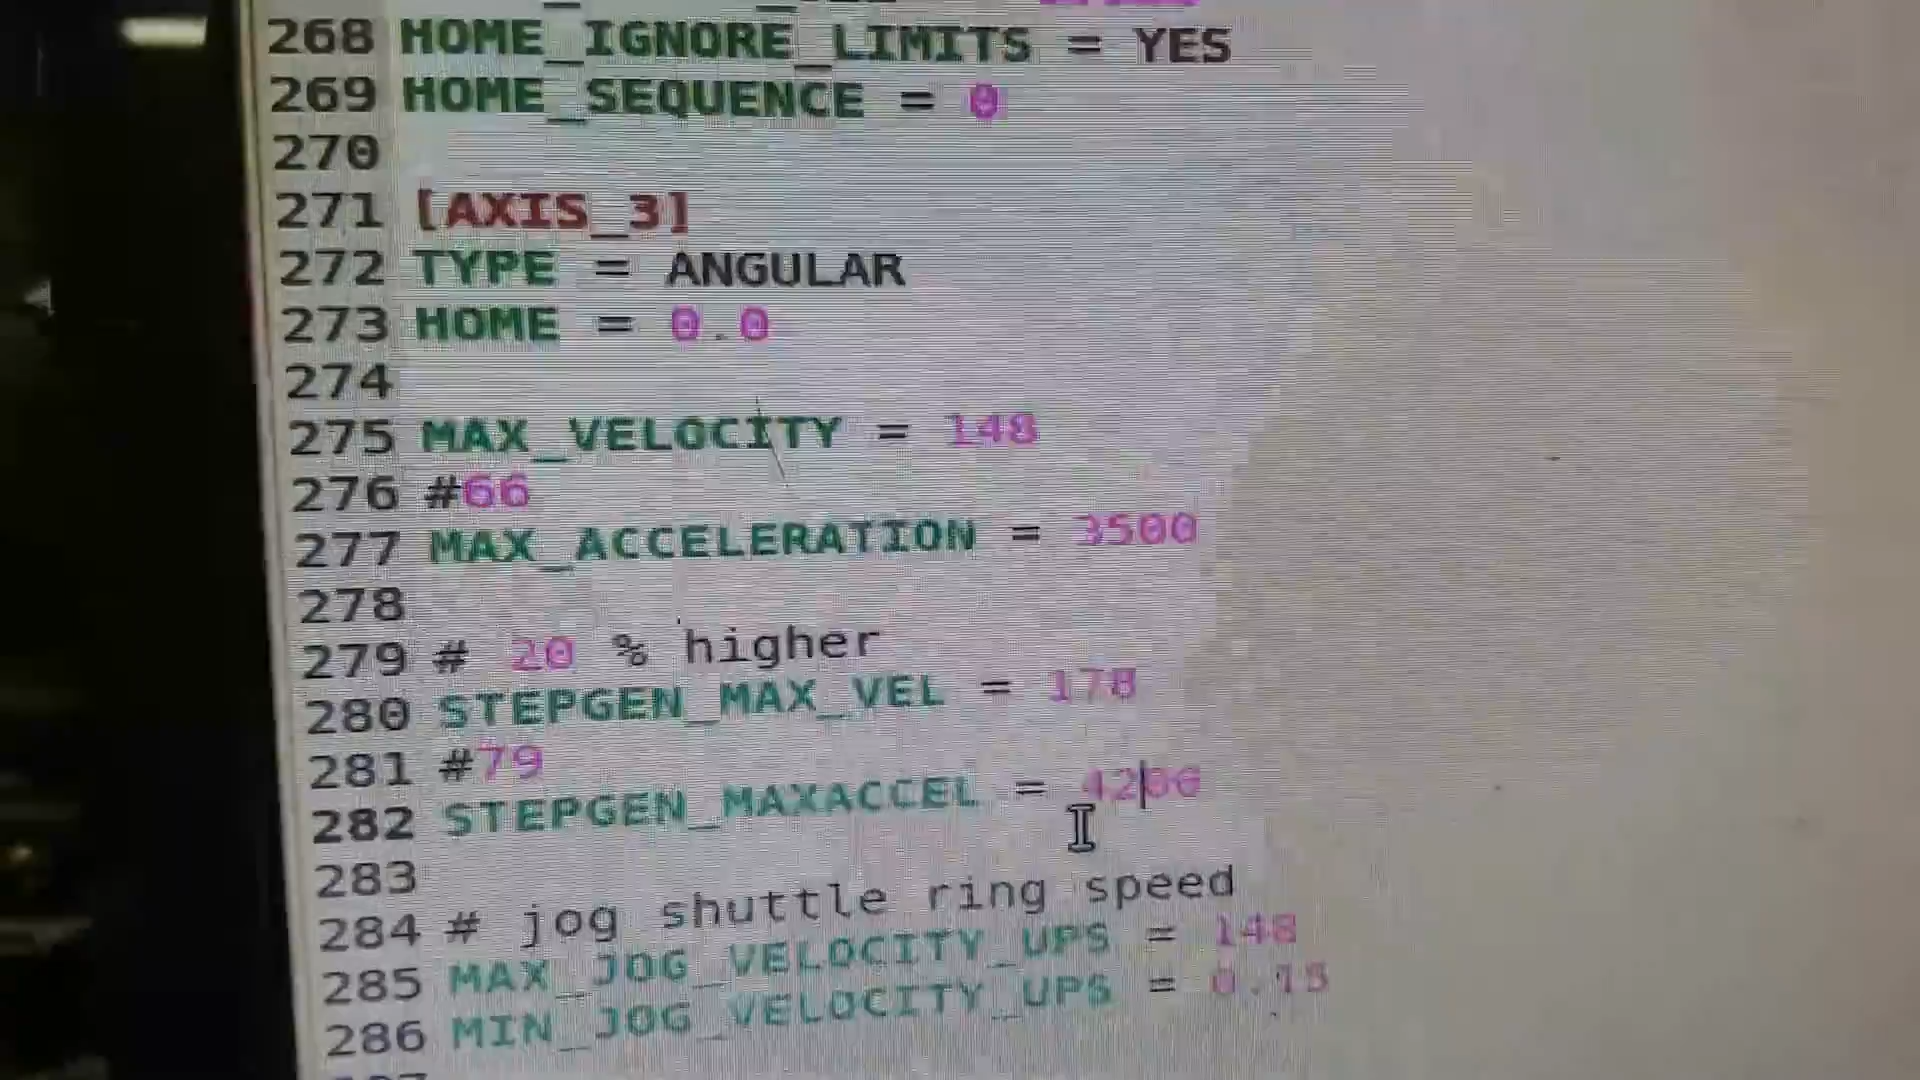 268 HOME_IGNORE_LIMITS = YES
269 HOME_SEQUENCE = 0
270
271 [AXIS_3]
272 TYPE = ANGULAR
273 HOME = 0.0
274
275 MAX_VELOCITY = 148
276 #66
277 MAX_ACCELERATION = 3500
278
279 # 20 % higher
280 STEPGEN_MAX_VEL = 178
281 #79
282 STEPGEN_MAXACCEL = 4200
283
284 # jog shuttle ring speed
285 MAX_JOG_VELOCITY_UPS = 148
286 MIN_JOG_VELOCITY_UPS = 0.15